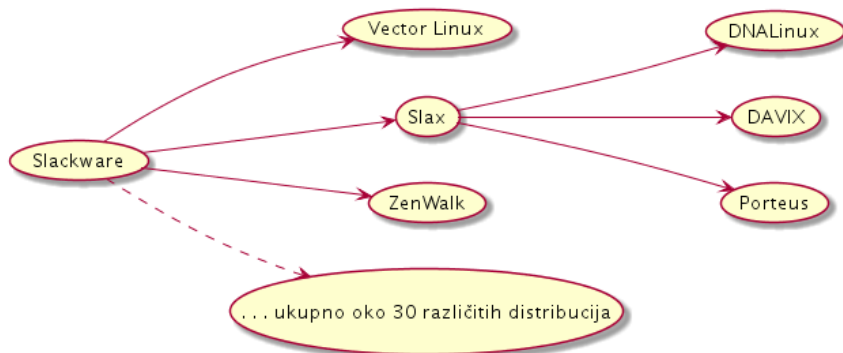 Vector Linux
DNALinux
Slax
DAVIX
Slackware
ZenWalk
Porteus
. . . ukupno oko 30 različitih distribucija